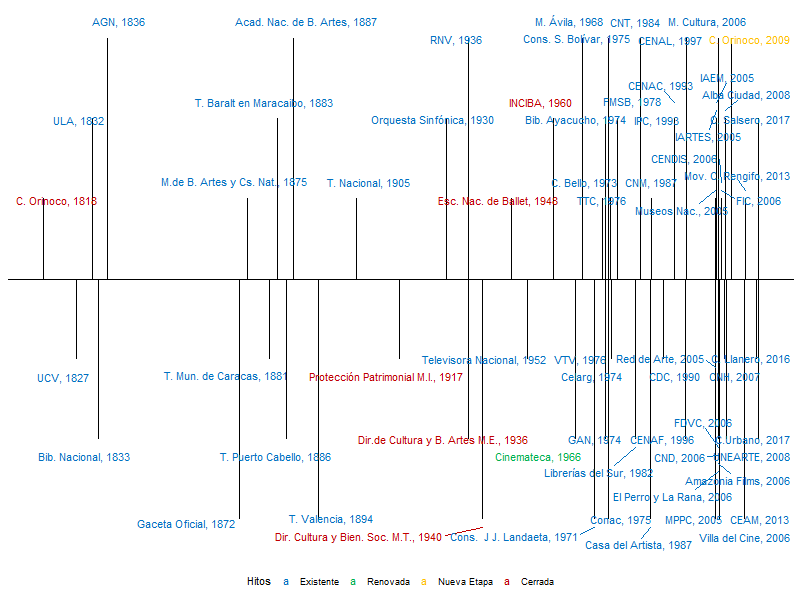 AGN, 1836
Acad. Nac. de B. Artes, 1887
M. Ávila, 1968
CNT, 1984
M. Cultura, 2006
RNV, 1936
Cons. S. Bolívar, 1975
CENAL, 1997
C. Orinoco, 2009
IAEM, 2005
CENAC, 1993
Alba Ciudad, 2008
T. Baralt en Maracaibo, 1883
INCIBA, 1960
FMSB, 1978
ULA, 1832
Orquesta Sinfónica, 1930
Bib. Ayacucho, 1974
IPC, 1993
C. Salsero, 2017
IARTES, 2005
CENDIS, 2006
M.de B. Artes y Cs. Nat., 1875
T. Nacional, 1905
C. Bello, 1973
CNM, 1987
Mov. C. Rengifo, 2013
C. Orinoco, 1818
Esc. Nac. de Ballet, 1948
TTC, 1976
FIC, 2006
Museos Nac., 2005
Televisora Nacional, 1952
VTV, 1976
Red de Arte, 2005
C. Llanero, 2016
UCV, 1827
T. Mun. de Caracas, 1881
Protección Patrimonial M.I., 1917
Celarg, 1974
CDC, 1990
CNH, 2007
FDVC, 2006
Dir.de Cultura y B. Artes M.E., 1936
GAN, 1974
CENAF, 1996
C.Urbano, 2017
Bib. Nacional, 1833
T. Puerto Cabello, 1886
Cinemateca, 1966
CND, 2006
UNEARTE, 2008
Librerías del Sur, 1982
Amazonia Films, 2006
El Perro y La Rana, 2006
Gaceta Oficial, 1872
T. Valencia, 1894
Conac, 1975
MPPC, 2005
CEAM, 2013
Dir. Cultura y Bien. Soc. M.T., 1940
Cons. J J. Landaeta, 1971
Casa del Artista, 1987
Villa del Cine, 2006
Hitos a Existente a Renovada a Nueva Etapa a Cerrada